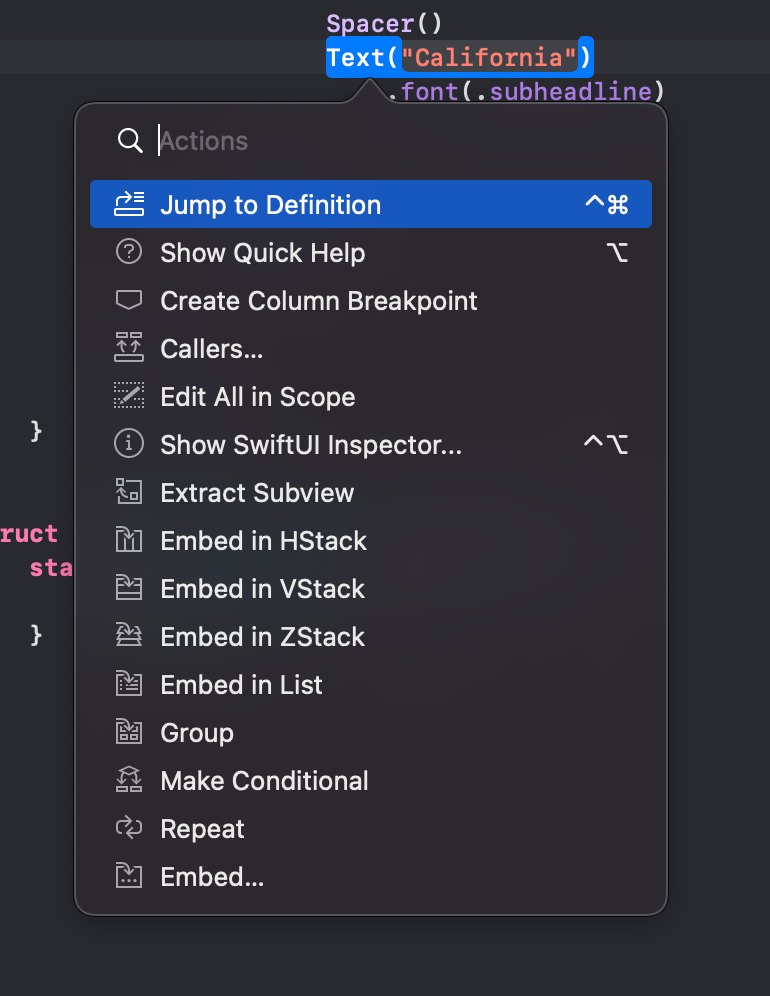 Spacer()
Text("California")
.font(.subheadline)
Actions
Jump to Definition ^⌘
Show Quick Help ⌥
Create Column Breakpoint
Callers...
Edit All in Scope
}
Show SwiftUI Inspector... ^⌥
Extract Subview
ruct
Embed in HStack
sta
Embed in VStack
}
Embed in ZStack
Embed in List
Group
Make Conditional
Repeat
Embed...